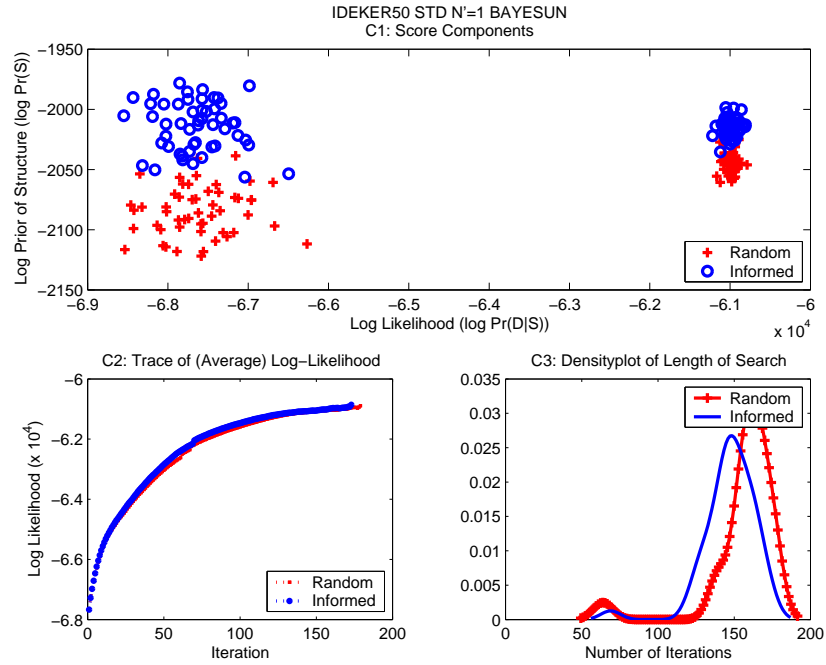 IDEKER50 STD N'=1 BAYESUN
C1: Score Components
Log Prior of Structure (log Pr(S))
−1950
−2000
−2050
−2100
−2150
−6.9
−6.8
−6.7
−6.6
−6.5
−6.4
−6.3
−6.2
−6.1
−6
x 10⁴
Log Likelihood (log Pr(D|S))
Random
Informed
C2: Trace of (Average) Log−Likelihood
Log Likelihood (x 10⁴)
−6
−6.2
−6.4
−6.6
−6.8
0
50
100
150
200
Iteration
Random
Informed
C3: Densityplot of Length of Search
0.035
0.03
0.025
0.02
0.015
0.01
0.005
0
0
50
100
150
200
Number of Iterations
Random
Informed